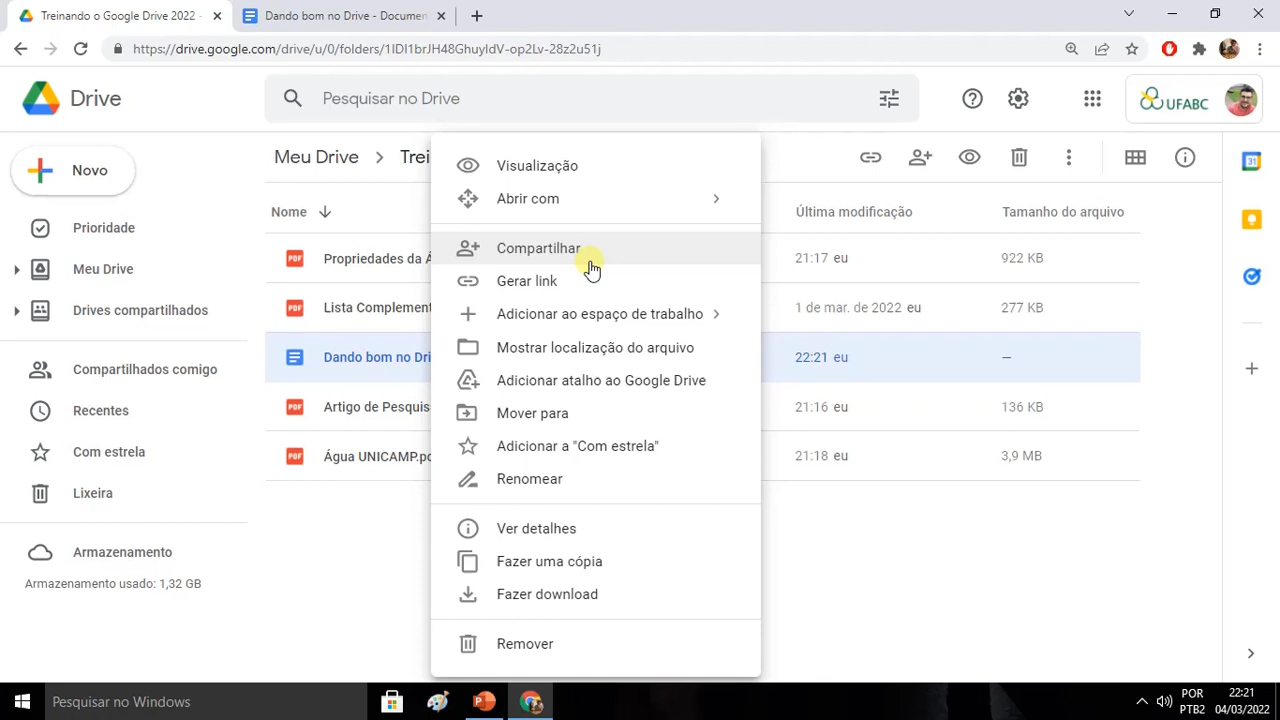 Treinando o Google Drive 2022 -
Dando bom no Drive - Documen
https://drive.google.com/drive/u/0/folders/1IDI1brJH48GhuyldV-op2Lv-28z2u51j
Drive
Pesquisar no Drive
UFABC
Novo
Prioridade
Meu Drive
Drives compartilhados
Compartilhados comigo
Recentes
Com estrela
Lixeira
Armazenamento
Armazenamento usado: 1,32 GB
Meu Drive > Trei
Nome
Última modificação
Tamanho do arquivo
Propriedades da Á
21:17 eu
922 KB
Lista Complement
1 de mar. de 2022 eu
277 KB
Dando bom no Dri
22:21 eu
—
Artigo de Pesquis
21:16 eu
136 KB
Água UNICAMP.pd
21:18 eu
3,9 MB
Visualização
Abrir com
Compartilhar
Gerar link
Adicionar ao espaço de trabalho
Mostrar localização do arquivo
Adicionar atalho ao Google Drive
Mover para
Adicionar a "Com estrela"
Renomear
Ver detalhes
Fazer uma cópia
Fazer download
Remover
PDF
PDF
PDF
PDF
31
Pesquisar no Windows
POR
PTB2
22:21
04/03/2022